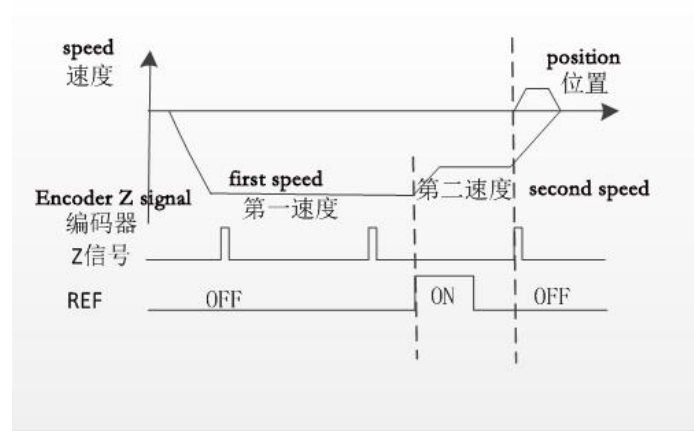 speed
速度
position
位置
first speed
第一速度
第二速度
second speed
Encoder Z signal
编码器
Z信号
REF
OFF
ON
OFF